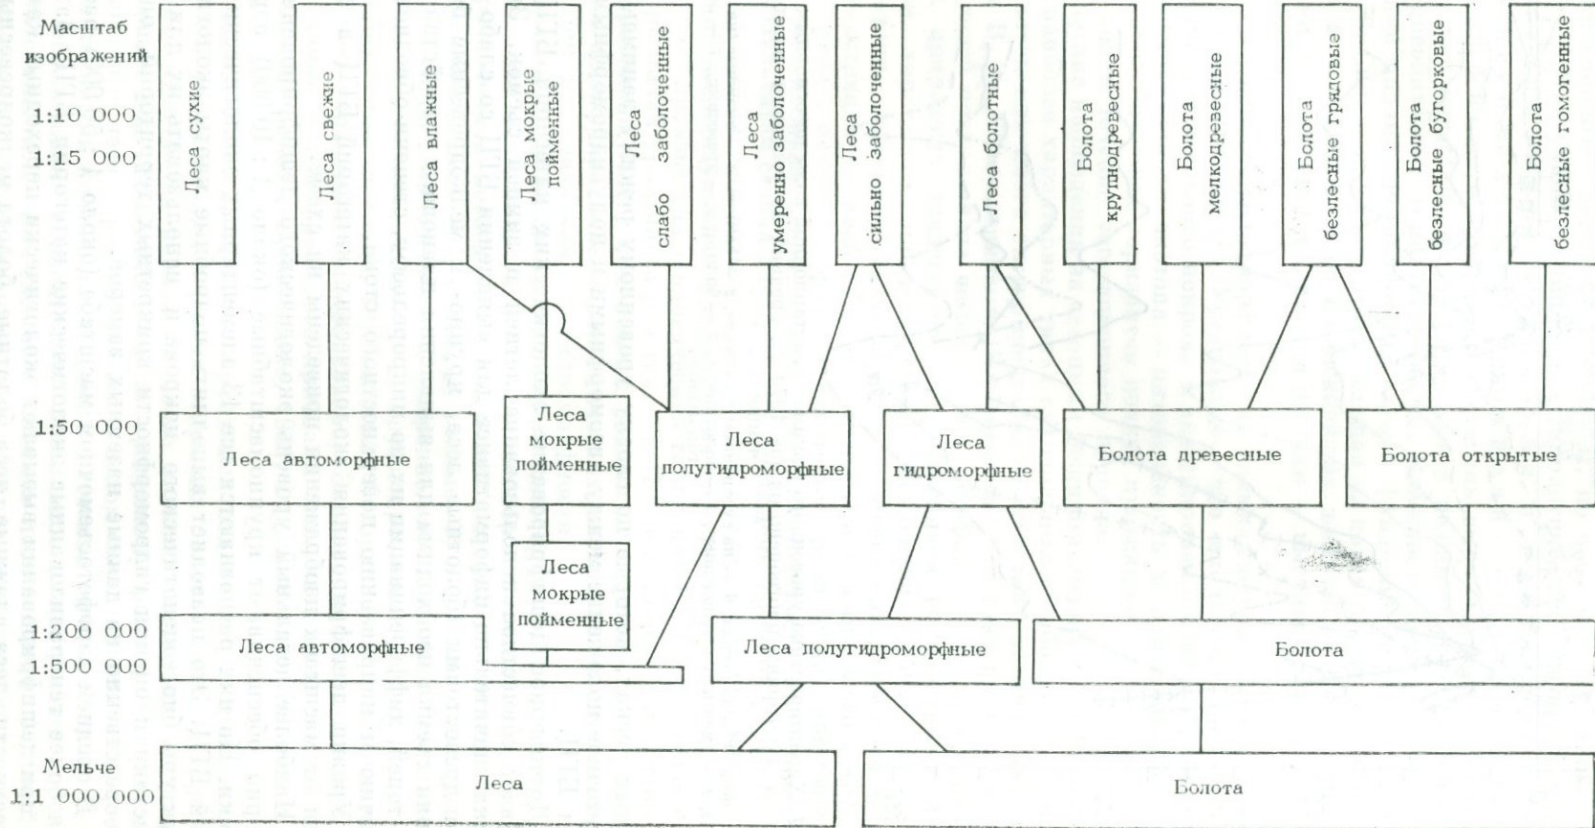 Масштаб
изображений
1:10 000
1:15 000
Леса сухие
Леса свежие
Леса влажные
Леса мокрые
пойменные
Леса
слабо заболоченные
Леса
умеренно заболоченные
Леса
сильно заболоченные
Леса болотные
Болота
крупнодревесные
Болота
мелкодревесные
Болота
безлесные грядовые
Болота
безлесные бугорковые
Болота
безлесные гомогенные
1:50 000
Леса автоморфные
Леса
мокрые
пойменные
Леса
полугидроморфные
Леса
гидроморфные
Болота древесные
Болота открытые
Леса
мокрые
пойменные
1:200 000
1:500 000
Леса автоморфные
Леса полугидроморфные
Болота
Мельче
1:1 000 000
Леса
Болота